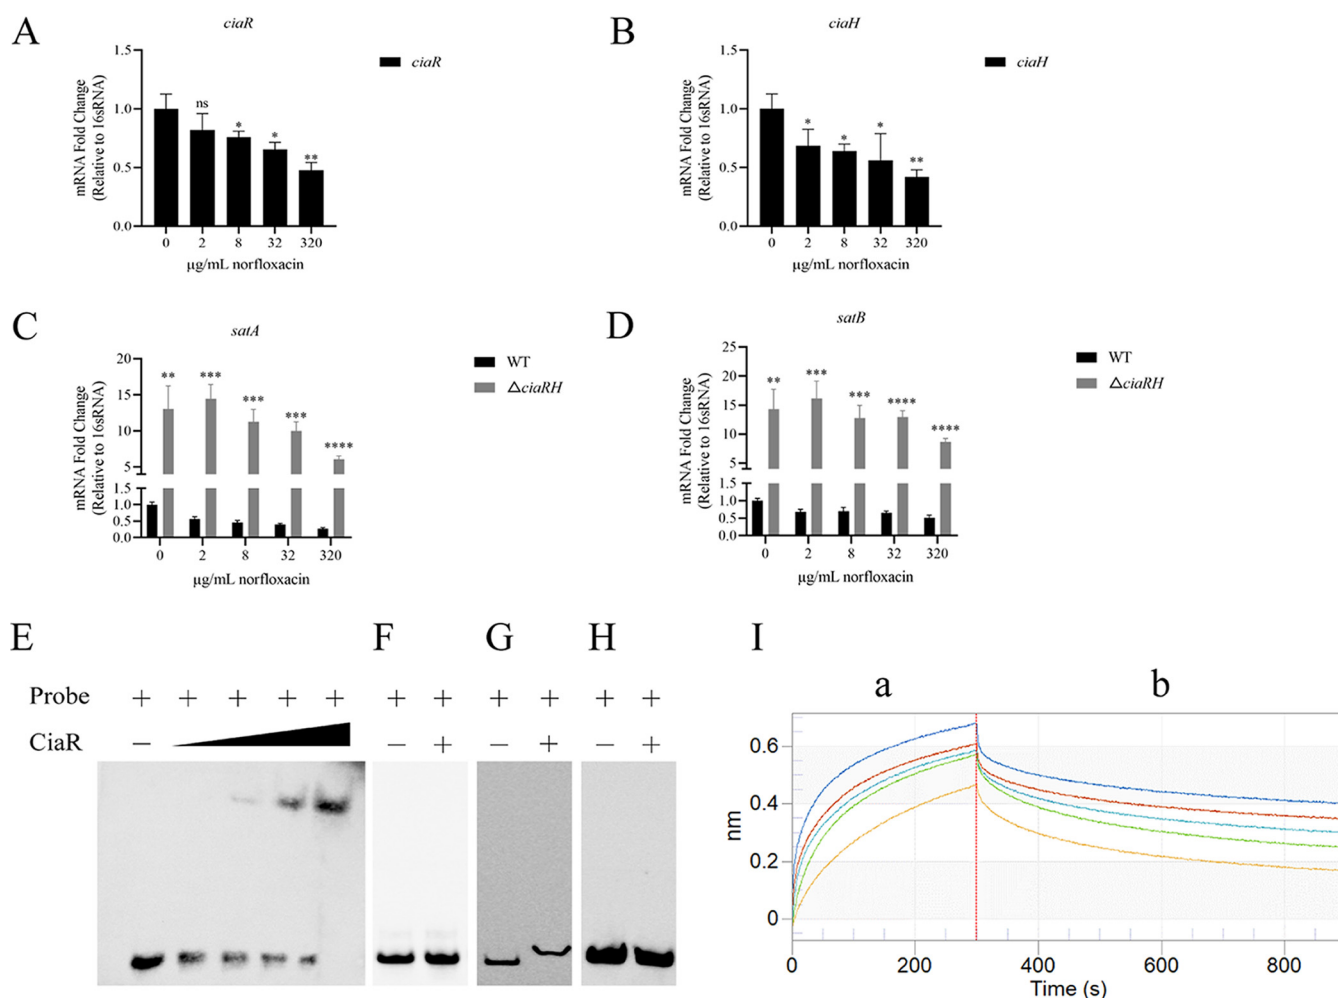 A
ciaR
mRNA Fold Change
(Relative to 16sRNA)
1.5
1.0
0.5
0.0
ns
*
*
**
0 2 8 32 320
µg/mL norfloxacin
ciaR
B
ciaH
mRNA Fold Change
(Relative to 16sRNA)
1.5
1.0
0.5
0.0
*
*
*
**
0 2 8 32 320
µg/mL norfloxacin
ciaH
C
satA
mRNA Fold Change
(Relative to 16sRNA)
20
15
10
5
1.5
1.0
0.5
0.0
**
***
***
***
****
0 2 8 32 320
µg/mL norfloxacin
WT
ΔciaRH
D
satB
mRNA Fold Change
(Relative to 16sRNA)
25
20
15
10
5
1.5
1.0
0.5
0.0
**
***
***
****
****
0 2 8 32 320
µg/mL norfloxacin
WT
ΔciaRH
E F G H
Probe + + + + + + + + + + +
CiaR − − + − + − +
I
a b
nm
0.6
0.4
0.2
0
0 200 400 600 800
Time (s)